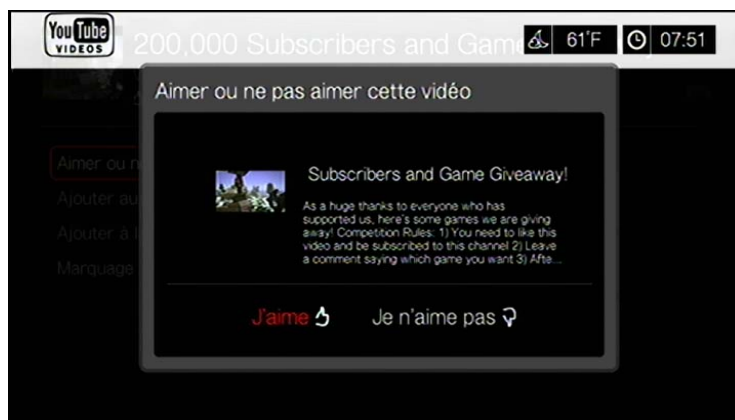 You Tube
VIDEOS
200,000 Subscribers and Gam
61°F
07:51
Aimer ou ne pas aimer cette vidéo
Aimer ou n
Ajouter au
Ajouter à l
Marquage
Subscribers and Game Giveaway!
As a huge thanks to everyone who has
supported us, here's some games we are giving
away! Competition Rules: 1) You need to like this
video and be subscribed to this channel 2) Leave
a comment saying which game you want 3) Afte...
J'aime
Je n'aime pas